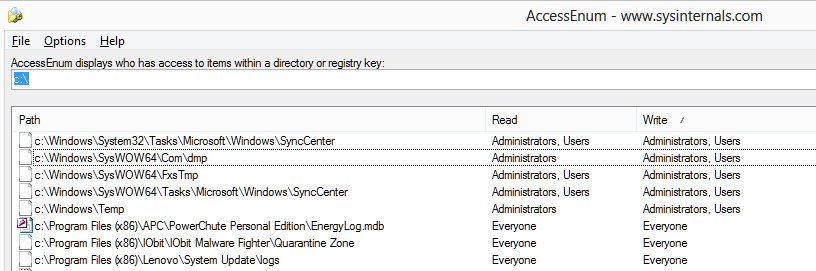 AccessEnum - www.sysinternals.com
File Options Help
AccessEnum displays who has access to items within a directory or registry key:
c:\
Path Read Write
c:\Windows\System32\Tasks\Microsoft\Windows\SyncCenter Administrators, Users Administrators, Users
c:\Windows\SysWOW64\Com\dmp Administrators Administrators, Users
c:\Windows\SysWOW64\FxsTmp Administrators, Users Administrators, Users
c:\Windows\SysWOW64\Tasks\Microsoft\Windows\SyncCenter Administrators, Users Administrators, Users
c:\Windows\Temp Administrators Administrators, Users
c:\Program Files (x86)\APC\PowerChute Personal Edition\EnergyLog.mdb Everyone Everyone
c:\Program Files (x86)\IObit\IObit Malware Fighter\Quarantine Zone Everyone Everyone
c:\Program Files (x86)\Lenovo\System Update\logs Everyone Everyone